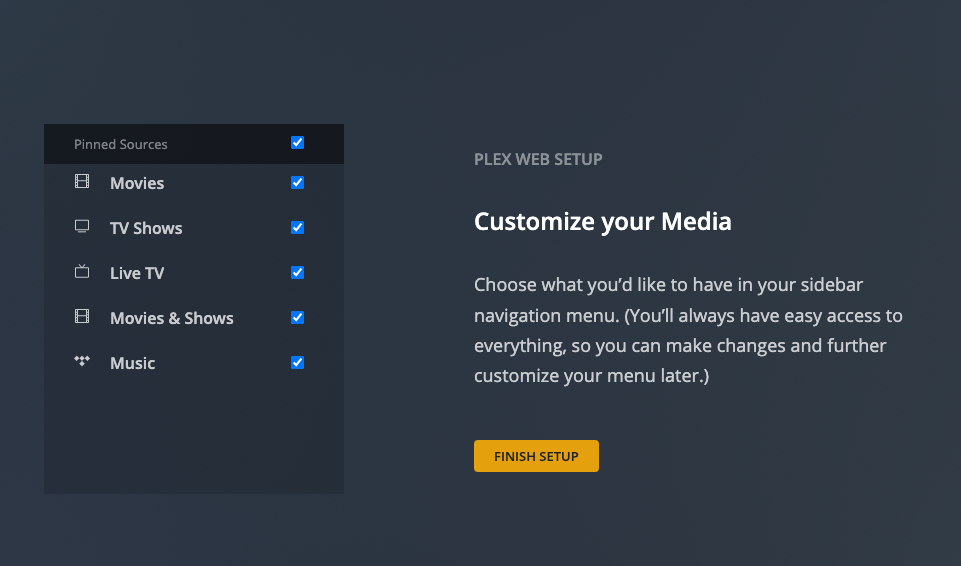 Pinned Sources
Movies
TV Shows
Live TV
Movies & Shows
Music
PLEX WEB SETUP
Customize your Media
Choose what you’d like to have in your sidebar
navigation menu. (You’ll always have easy access to
everything, so you can make changes and further
customize your menu later.)
FINISH SETUP